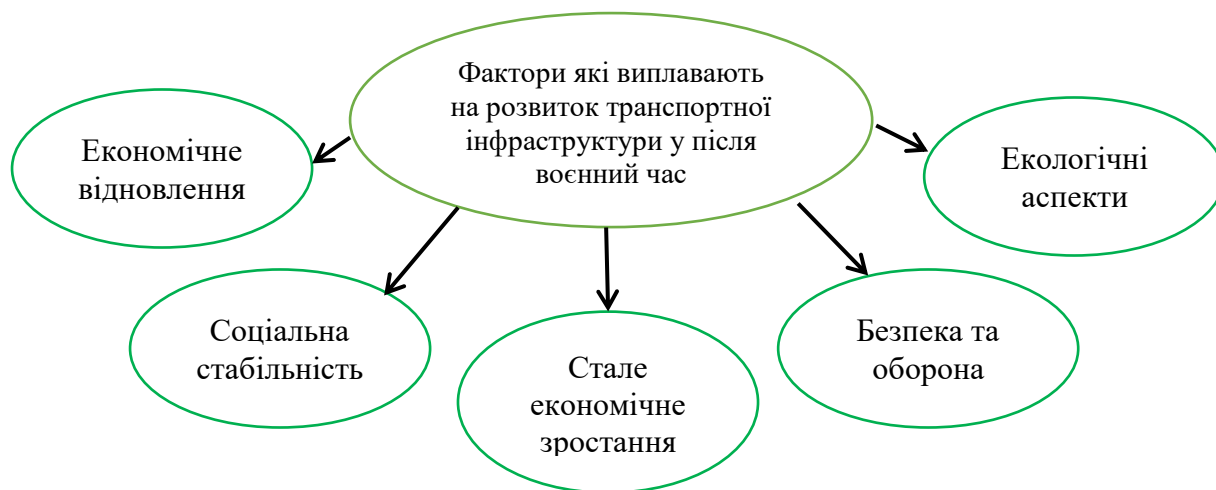 Фактори які виплавають
на розвиток транспортної
інфраструктури у після
воєнний час
Економічне
відновлення
Екологічні
аспекти
Соціальна
стабільність
Стале
економічне
зростання
Безпека та
оборона